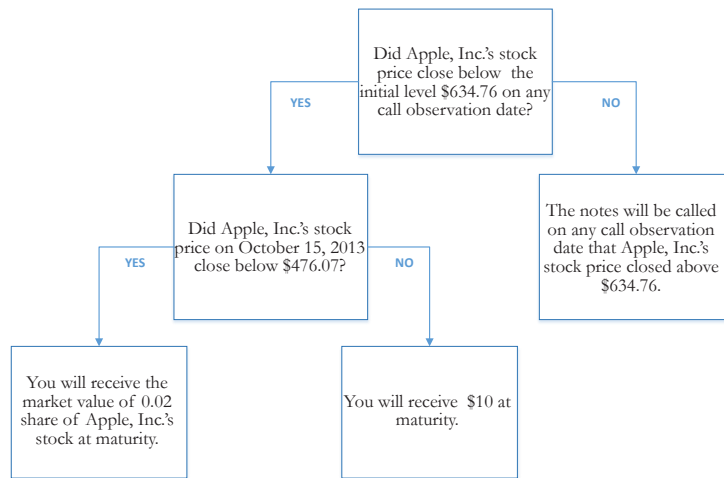 Did Apple, Inc.'s stock
price close below the
initial level $634.76 on any
call observation date?
YES
NO
Did Apple, Inc.'s stock
price on October 15, 2013
close below $476.07?
The notes will be called
on any call observation
date that Apple, Inc.'s
stock price closed above
$634.76.
YES
NO
You will receive the
market value of 0.02
share of Apple, Inc.'s
stock at maturity.
You will receive $10 at
maturity.